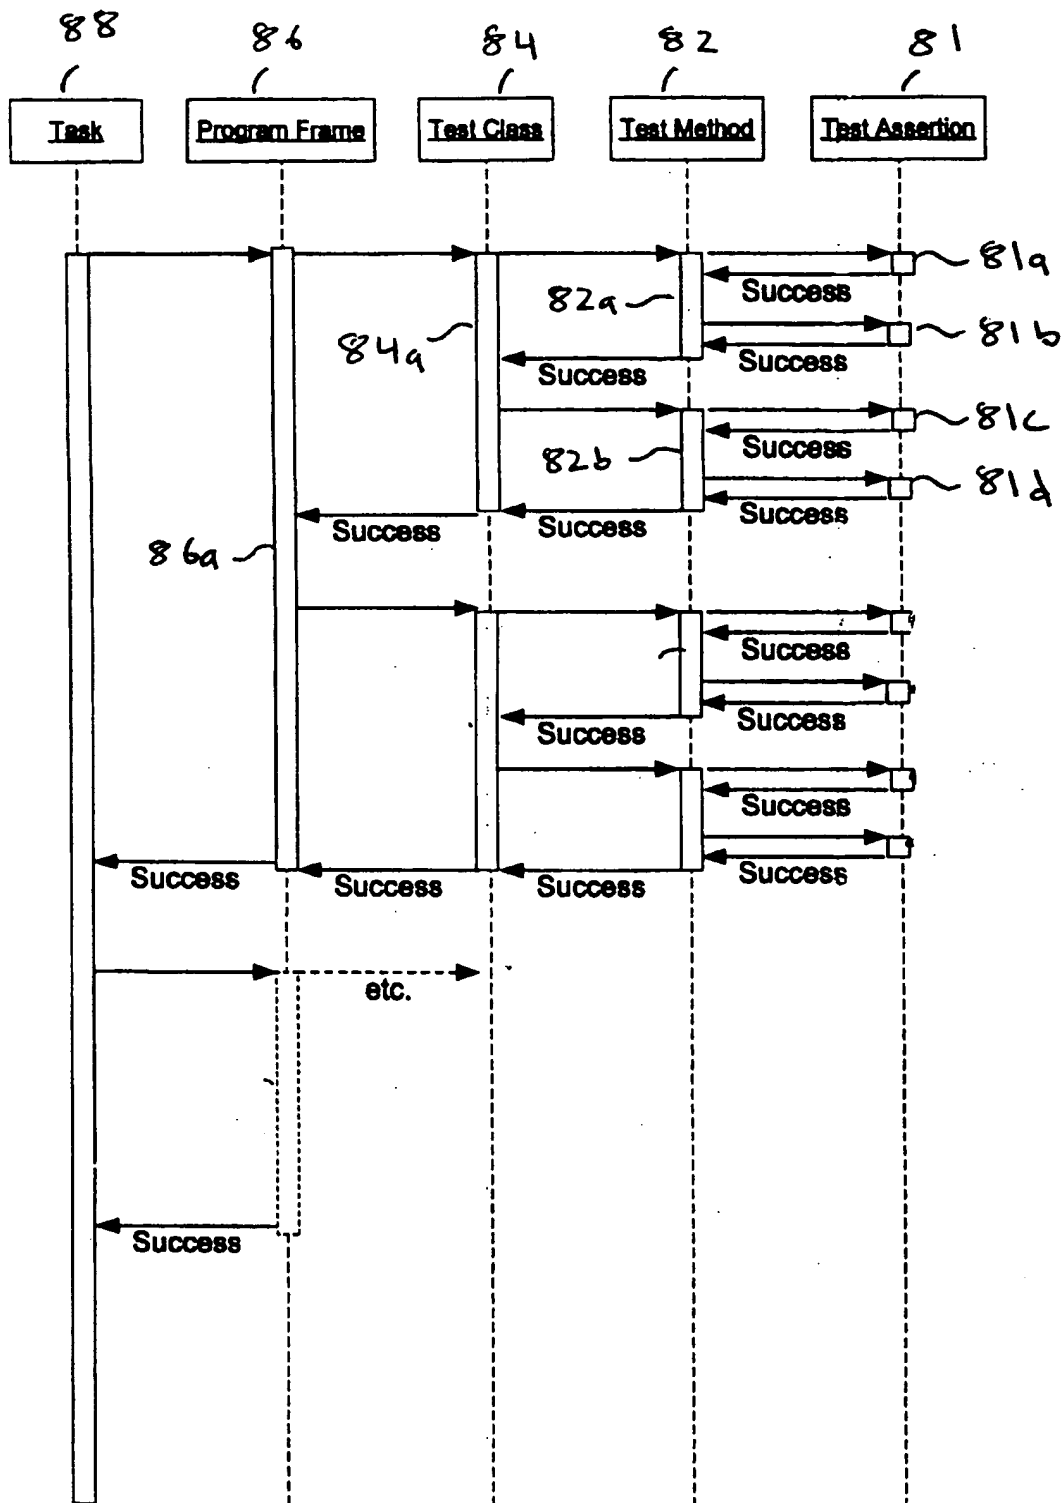 88 86 84 82 81
Task Program Frame Test Class Test Method Test Assertion
81a
82a Success
84a 81b
Success Success
81c
82b Success
81d
Success Success Success
86a
Success
Success Success
Success
Success Success Success Success
etc.
Success